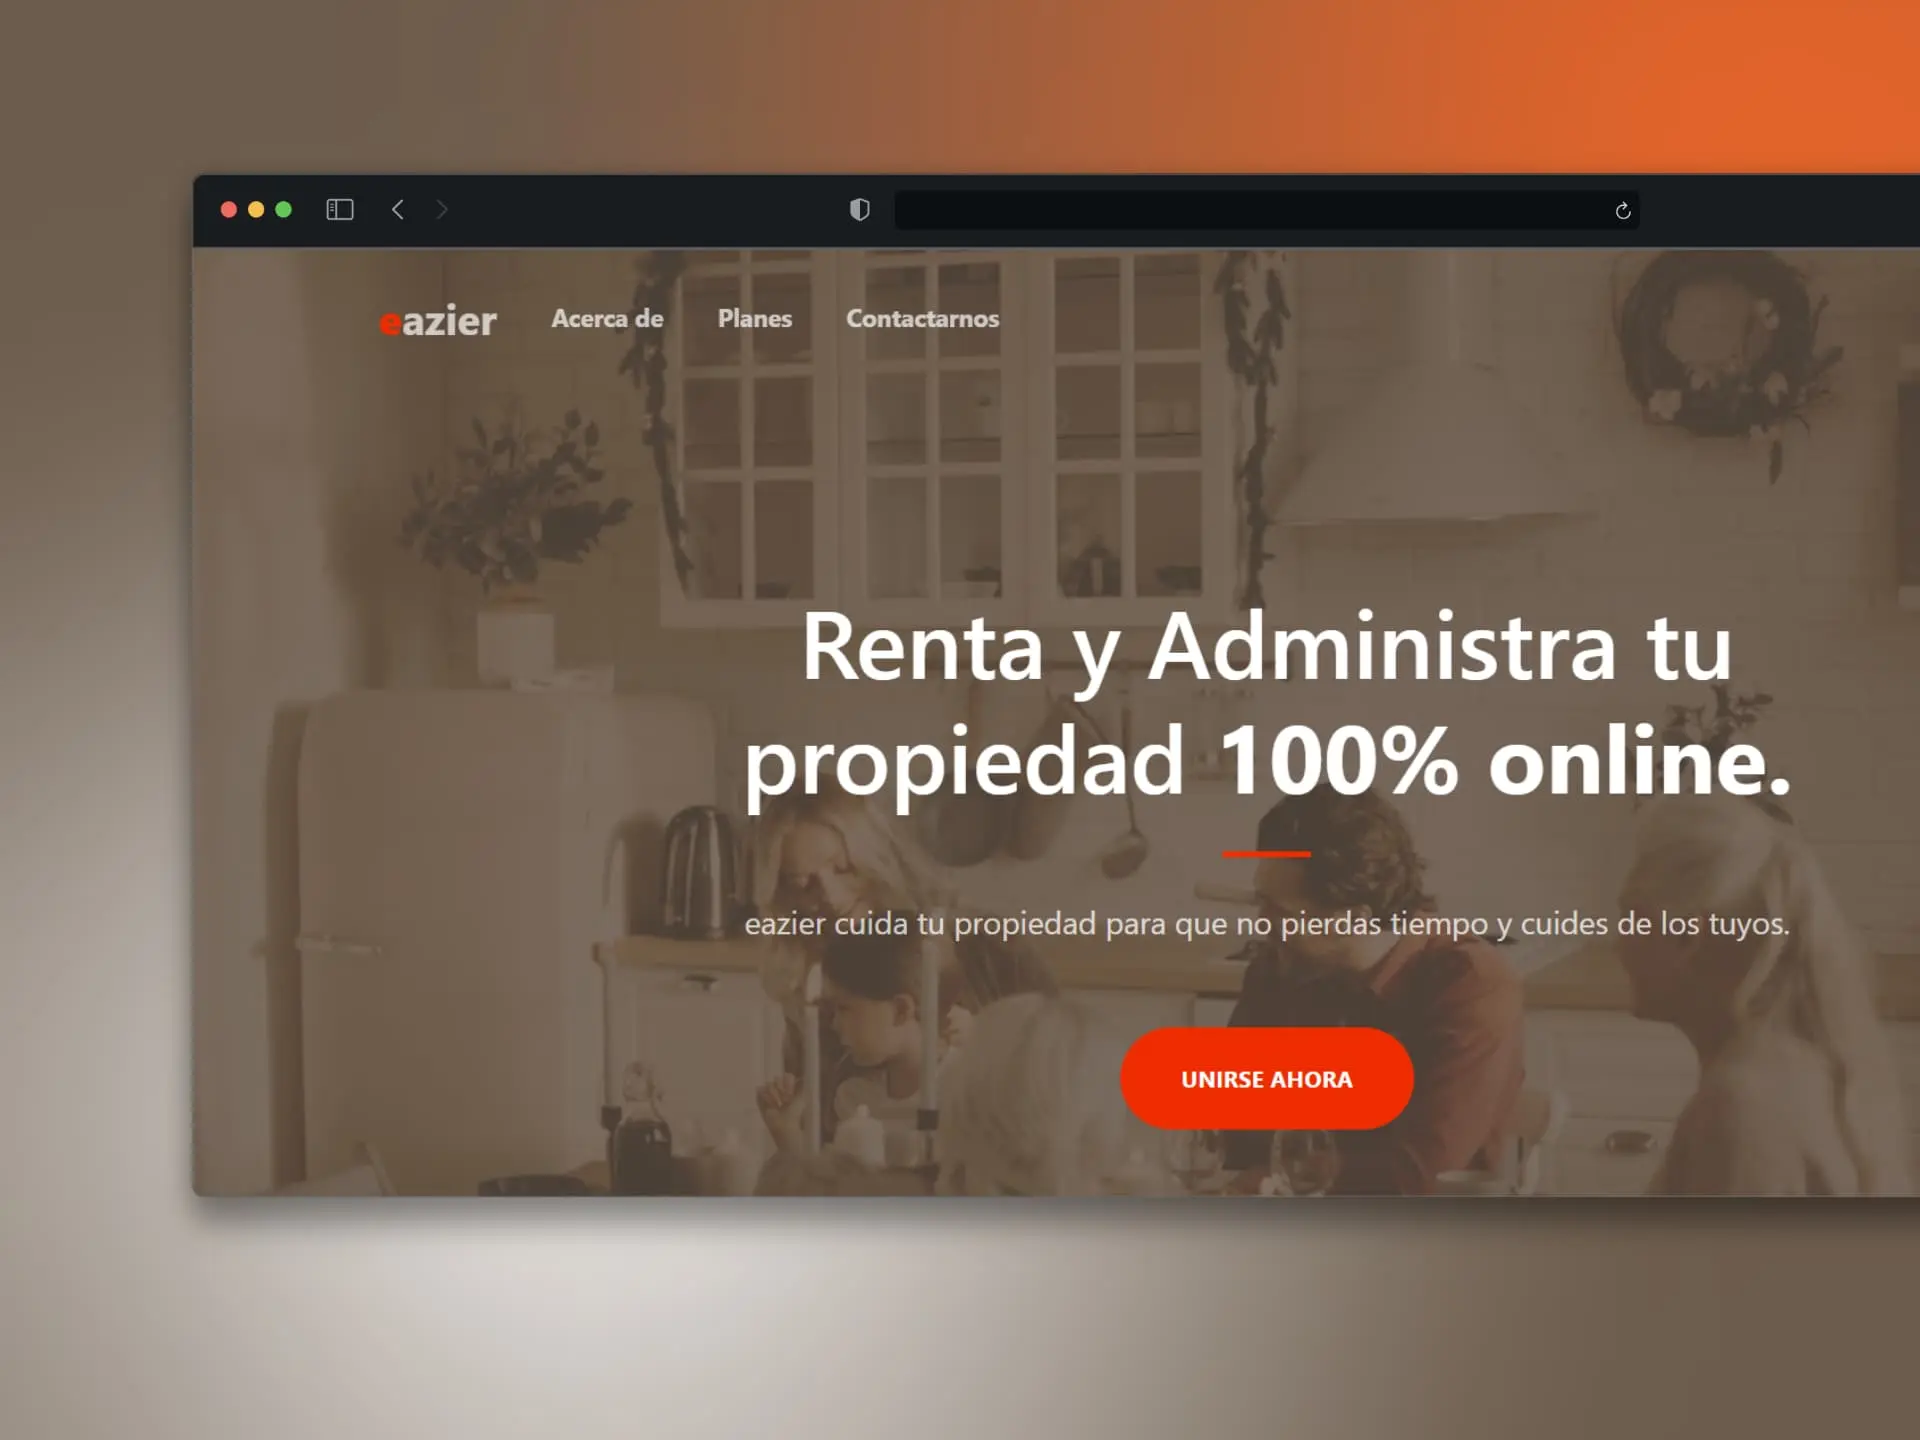 eazier Acerca de Planes Contactarnos
Renta y Administra tu
propiedad 100% online.
eazier cuida tu propiedad para que no pierdas tiempo y cuides de los tuyos.
UNIRSE AHORA